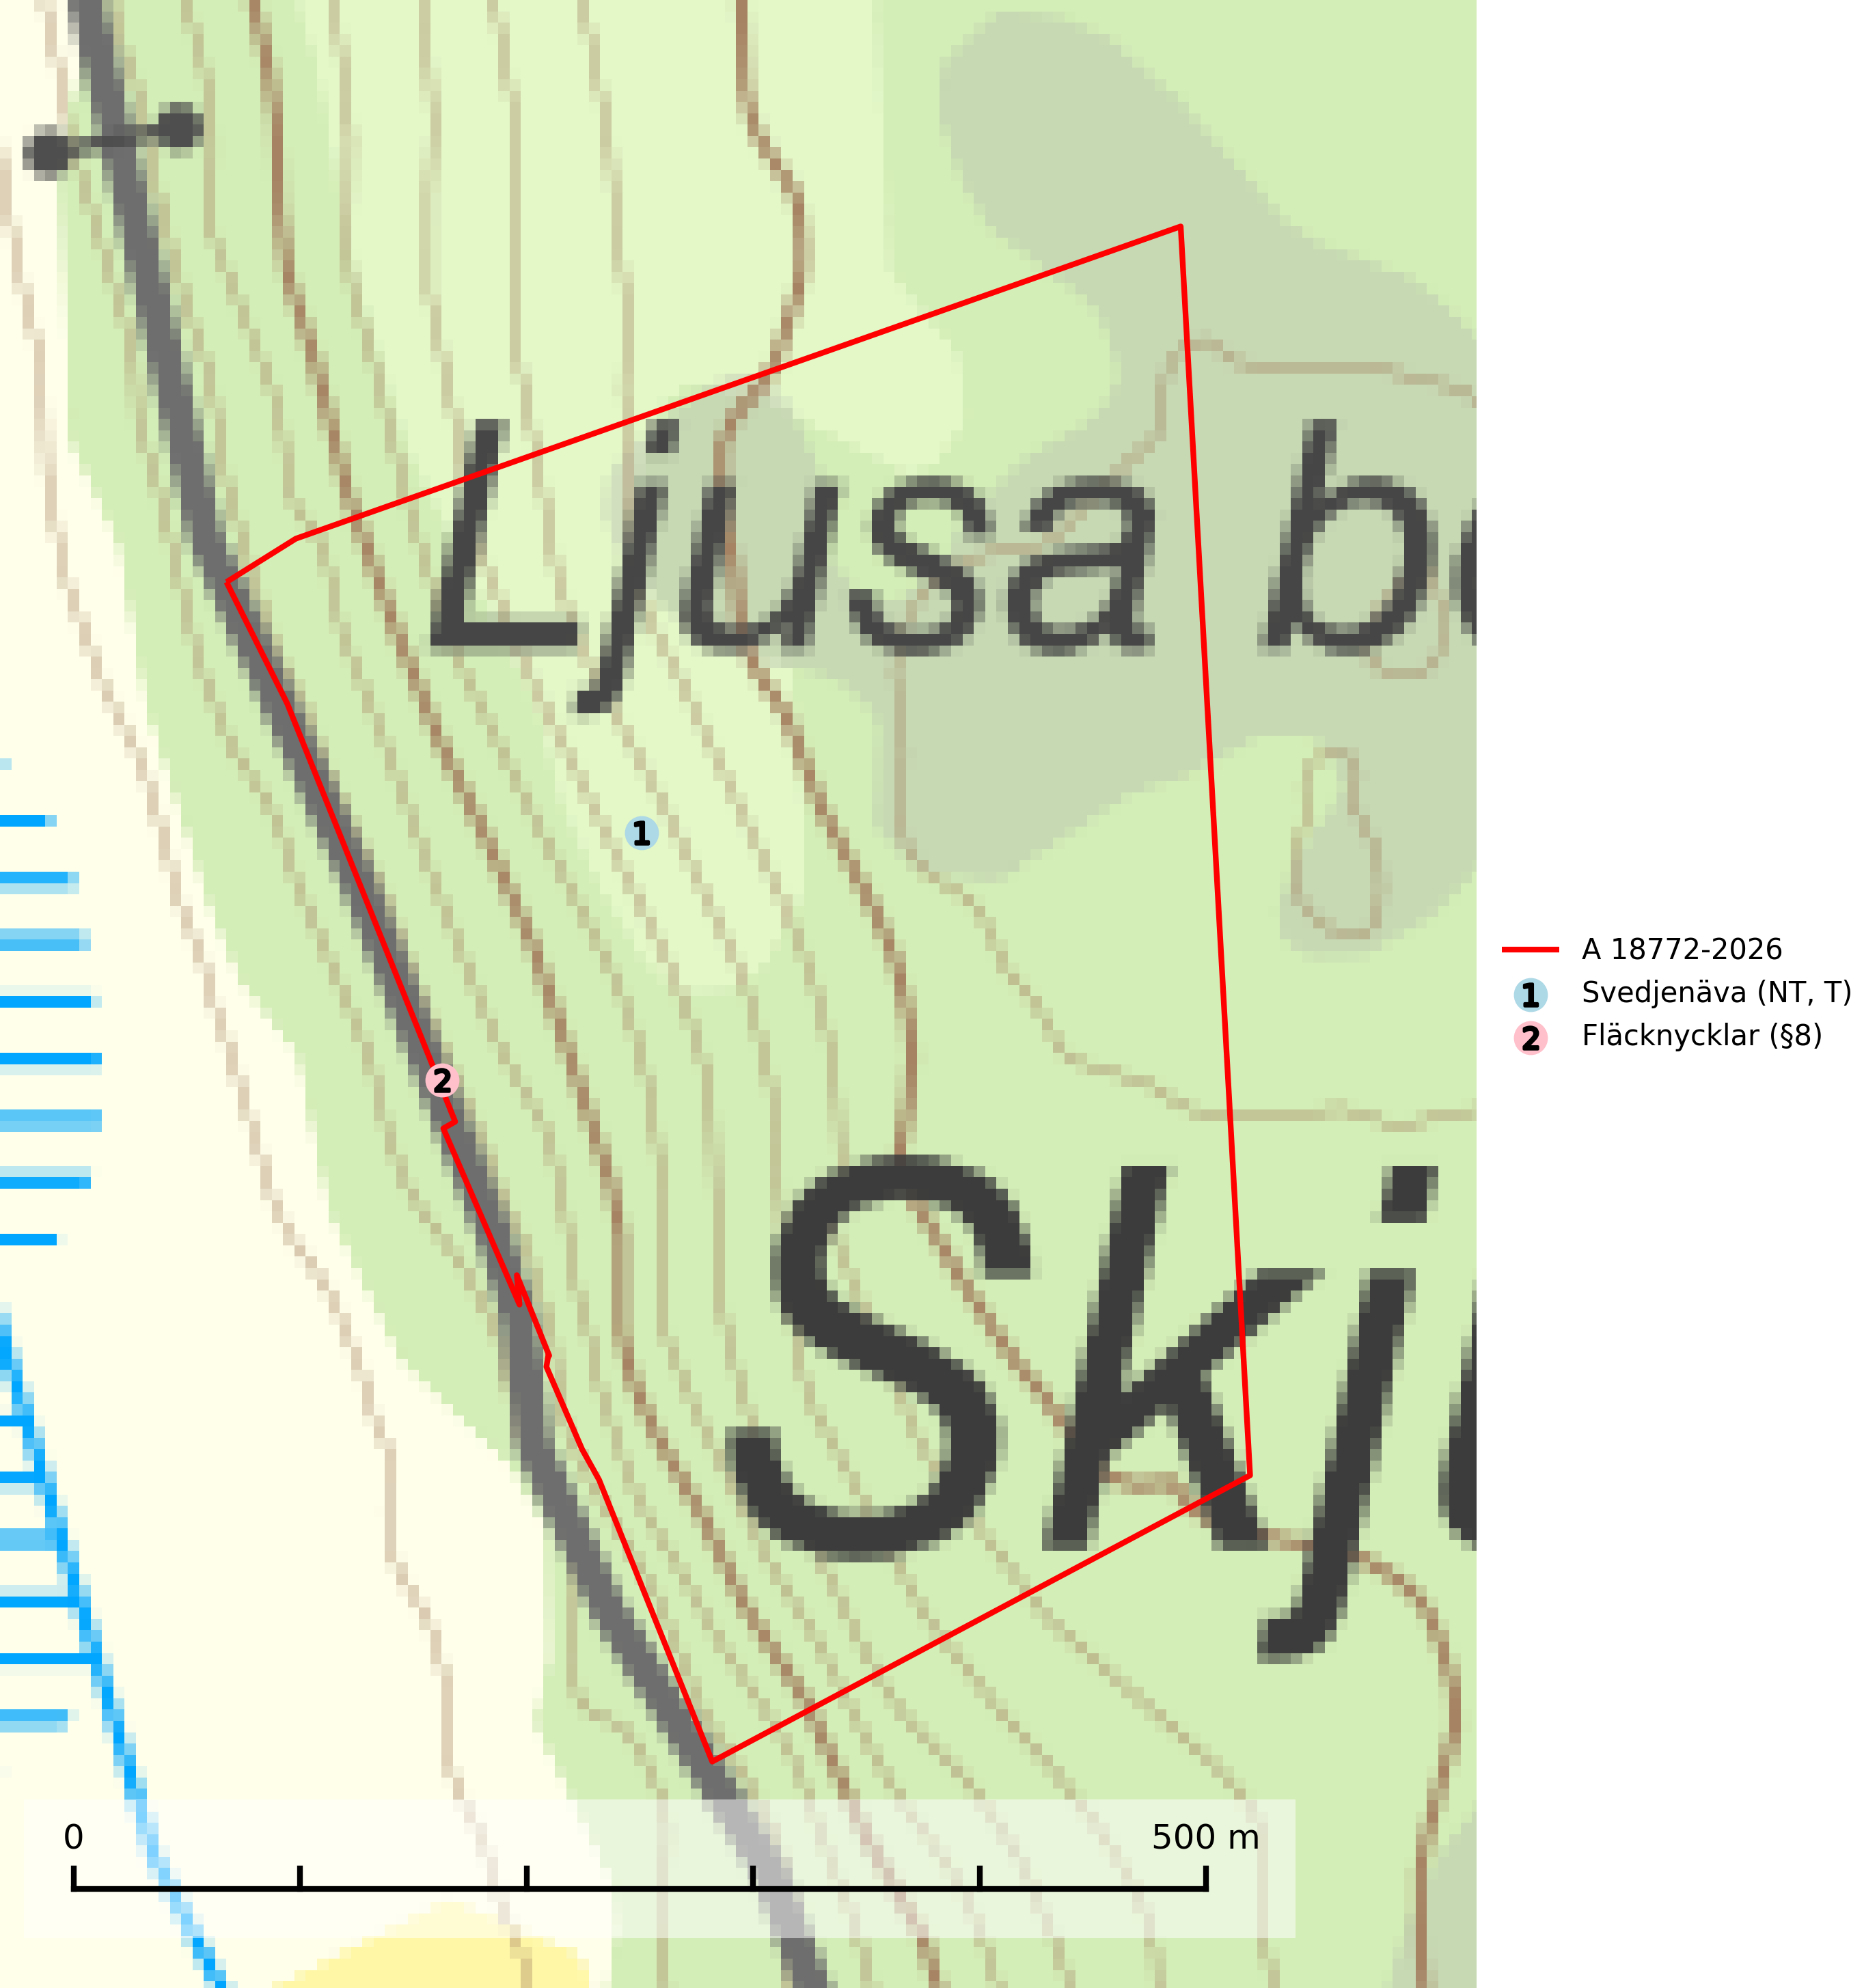 Ljusa b
1
2
Skj
0 500 m
A 18772-2026
1 Svedjenäva (NT, T)
2 Fläcknycklar (§8)